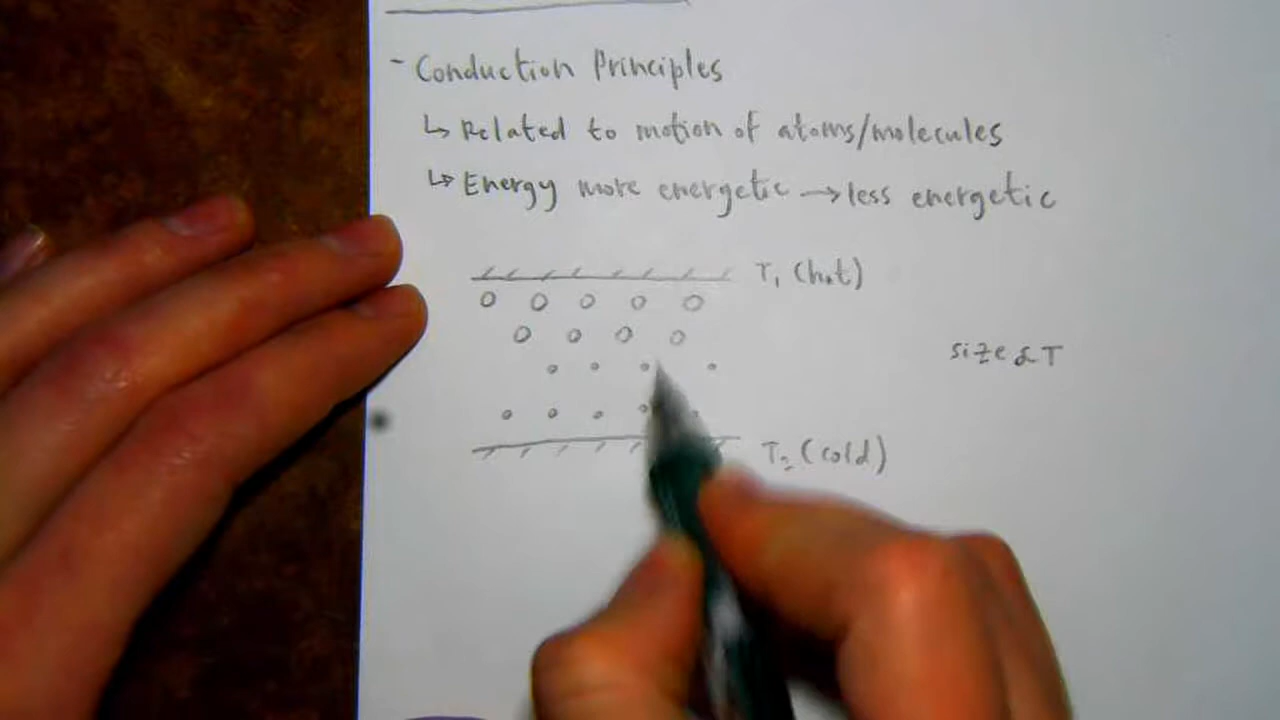 - Conduction Principles
↳ Related to motion of atoms/molecules
↳ Energy more energetic → less energetic
T₁ (hot)
size α T
T₂ (cold)